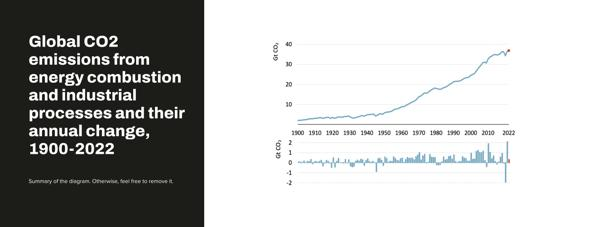 Global CO2
emissions from
energy combustion
and industrial
processes and their
annual change,
1900-2022
Summary of the diagram. Otherwise, feel free to remove it.
Gt CO₂
40
30
20
10
1900 1910 1920 1930 1940 1950 1960 1970 1980 1990 2000 2010 2022
Gt CO₂
2
1
0
-1
-2